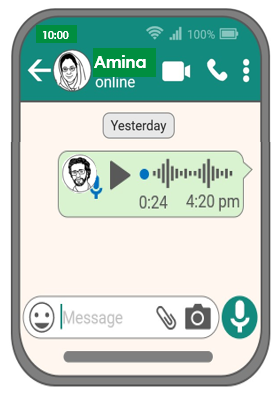 10:00 100%
Amina
online
Yesterday
0:24 4:20 pm
Message